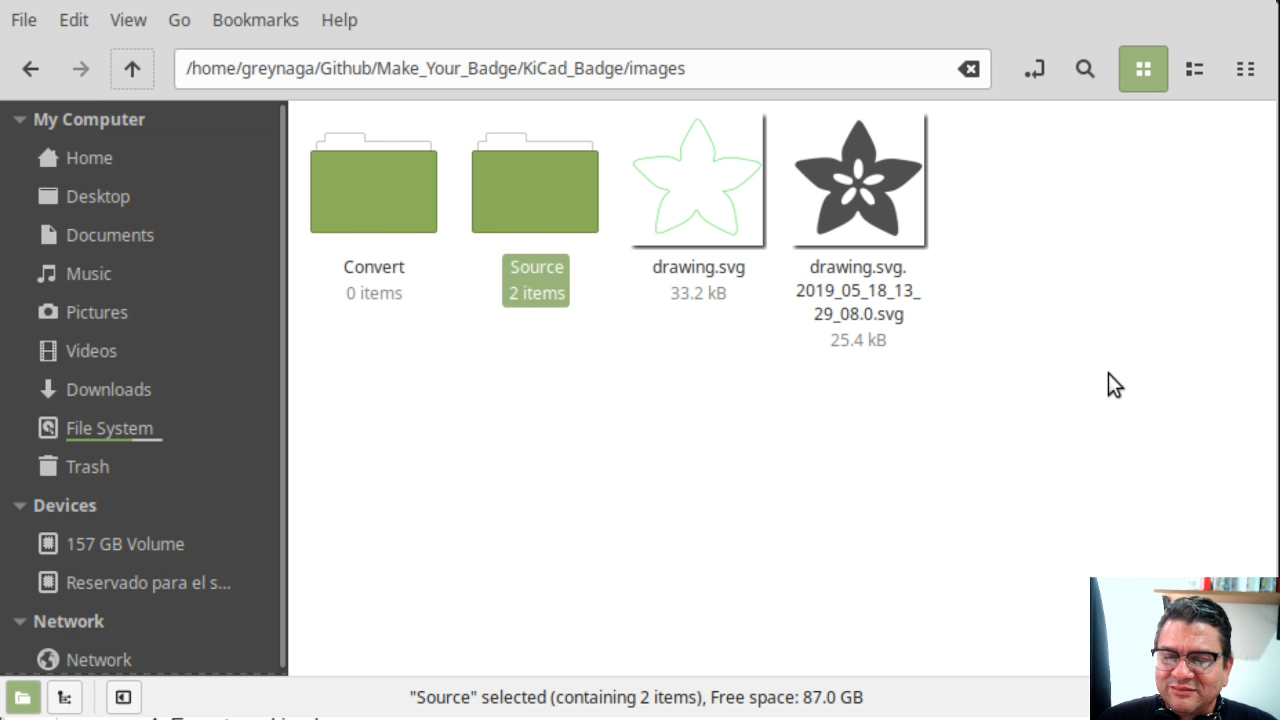 File Edit View Go Bookmarks Help
/home/greynaga/Github/Make_Your_Badge/KiCad_Badge/images
My Computer
Home
Desktop
Documents
Music
Pictures
Videos
Downloads
File System
Trash
Devices
157 GB Volume
Reservado para el s...
Network
Network
Convert
0 items
Source
2 items
drawing.svg
33.2 kB
drawing.svg.
2019_05_18_13_
29_08.0.svg
25.4 kB
"Source" selected (containing 2 items), Free space: 87.0 GB